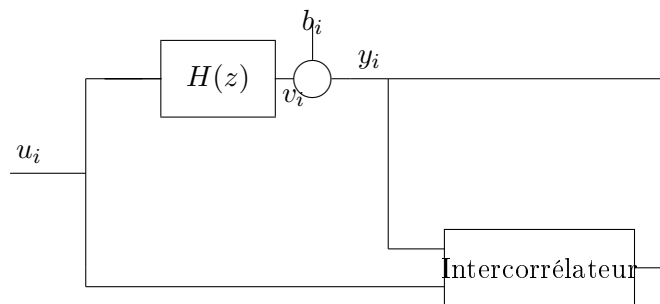 b_i
H(z)
v_i
y_i
u_i
Intercorrélateur